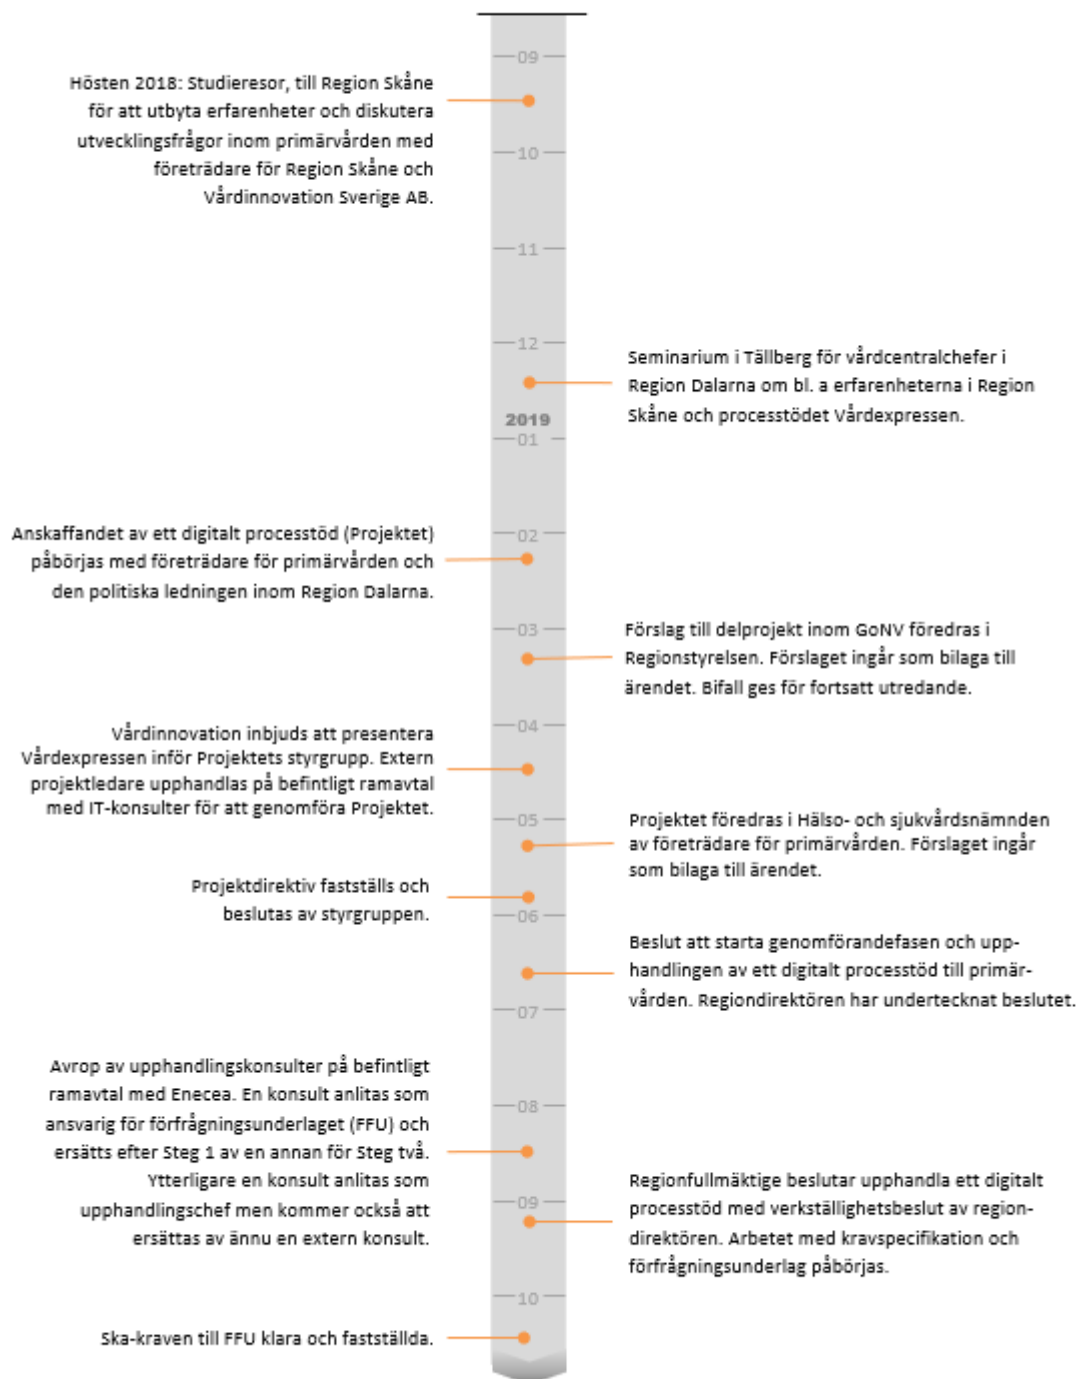 09
Hösten 2018: Studieresor, till Region Skåne
för att utbyta erfarenheter och diskutera
utvecklingsfrågor inom primärvården med
företrädare för Region Skåne och
Vårdinnovation Sverige AB.
10
11
12
Seminarium i Tällberg för vårdcentralchefer i
Region Dalarna om bl. a erfarenheterna i Region
Skåne och processtödet Vårdexpressen.
2019
01
02
Anskaffandet av ett digitalt processtöd (Projektet)
påbörjas med företrädare för primärvården och
den politiska ledningen inom Region Dalarna.
03
Förslag till delprojekt inom GoNV föredras i
Regionstyrelsen. Förslaget ingår som bilaga till
ärendet. Bifall ges för fortsatt utredande.
04
Vårdinnovation inbjuds att presentera
Vårdexpressen inför Projektets styrgrupp. Extern
projektledare upphandlas på befintligt ramavtal
med IT-konsulter för att genomföra Projektet.
05
Projektet föredras i Hälso- och sjukvårdsnämnden
av företrädare för primärvården. Förslaget ingår
som bilaga till ärendet.
Projektdirektiv fastställs och
beslutas av styrgruppen.
06
Beslut att starta genomförandefasen och upp-
handlingen av ett digitalt processtöd till primär-
vården. Regiondirektören har undertecknat beslutet.
07
Avrop av upphandlingskonsulter på befintligt
ramavtal med Enecea. En konsult anlitas som
ansvarig för förfrågningsunderlaget (FFU) och
ersätts efter Steg 1 av en annan för Steg två.
Ytterligare en konsult anlitas som
upphandlingschef men kommer också att
ersättas av ännu en extern konsult.
08
09
Regionfullmäktige beslutar upphandla ett digitalt
processtöd med verkställighetsbeslut av region-
direktören. Arbetet med kravspecifikation och
förfrågningsunderlag påbörjas.
10
Ska-kraven till FFU klara och fastställda.